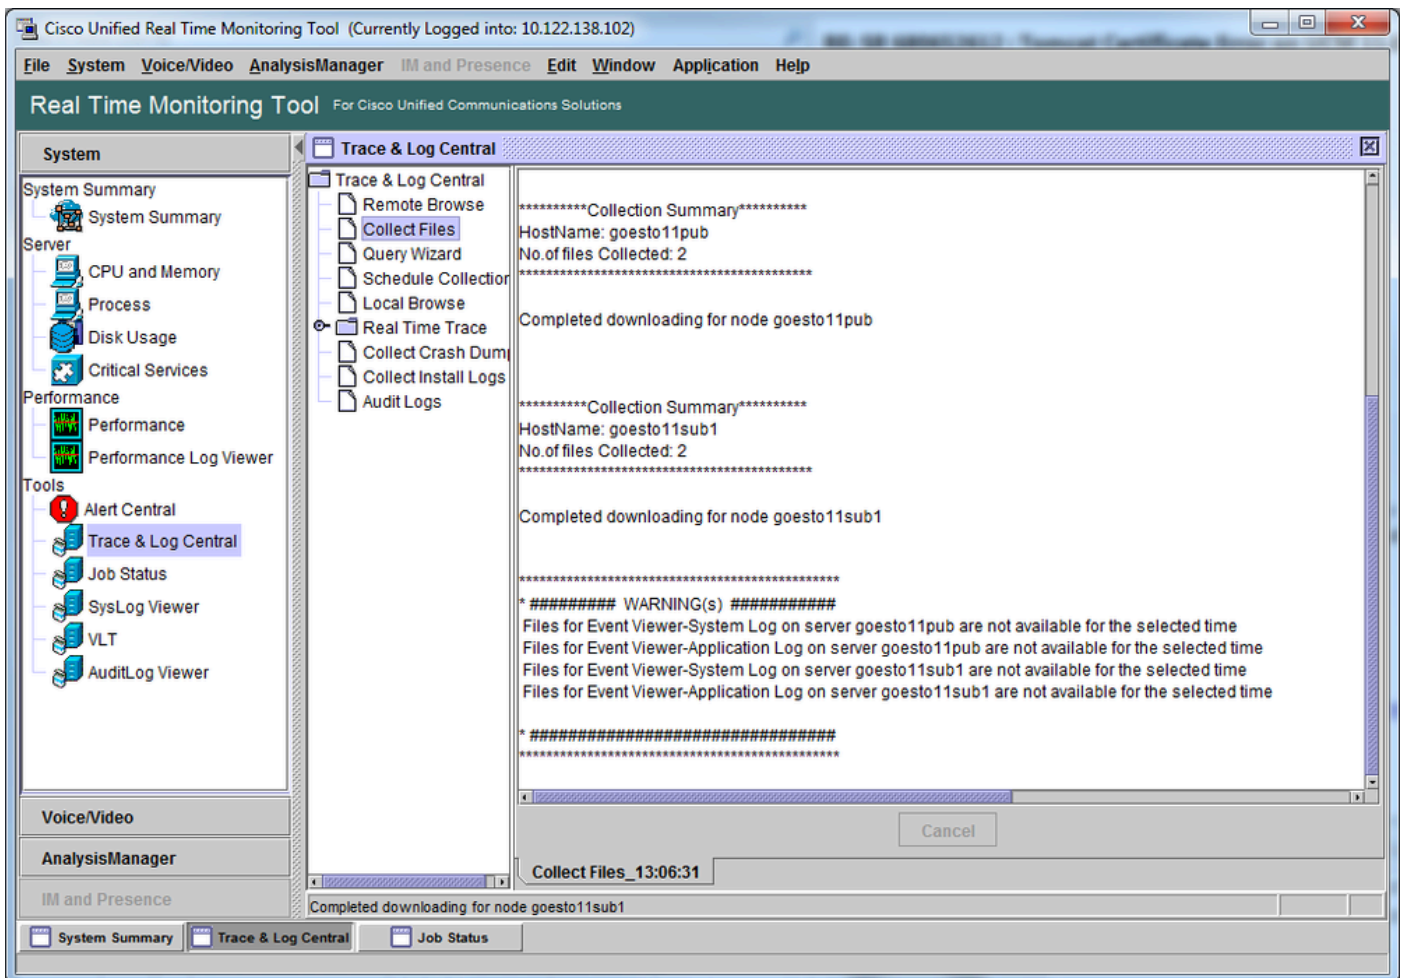 Cisco Unified Real Time Monitoring Tool (Currently Logged into: 10.122.138.102)
File System Voice/Video AnalysisManager IM and Presence Edit Window Application Help
Real Time Monitoring Tool For Cisco Unified Communications Solutions
System
System Summary
System Summary
Server
CPU and Memory
Process
Disk Usage
Critical Services
Performance
Performance
Performance Log Viewer
Tools
Alert Central
Trace & Log Central
Job Status
SysLog Viewer
VLT
AuditLog Viewer
Voice/Video
AnalysisManager
IM and Presence
Trace & Log Central
Trace & Log Central
Remote Browse
Collect Files
Query Wizard
Schedule Collection
Local Browse
Real Time Trace
Collect Crash Dum
Collect Install Logs
Audit Logs
**********Collection Summary**********
HostName: goesto11pub
No.of files Collected: 2
*******************************************
Completed downloading for node goesto11pub
**********Collection Summary**********
HostName: goesto11sub1
No.of files Collected: 2
*******************************************
Completed downloading for node goesto11sub1
***********************************************
* ######### WARNING(s) ###########
Files for Event Viewer-System Log on server goesto11pub are not available for the selected time
Files for Event Viewer-Application Log on server goesto11pub are not available for the selected time
Files for Event Viewer-System Log on server goesto11sub1 are not available for the selected time
Files for Event Viewer-Application Log on server goesto11sub1 are not available for the selected time
* ################################
***********************************************
Cancel
Collect Files_13:06:31
Completed downloading for node goesto11sub1
System Summary Trace & Log Central Job Status